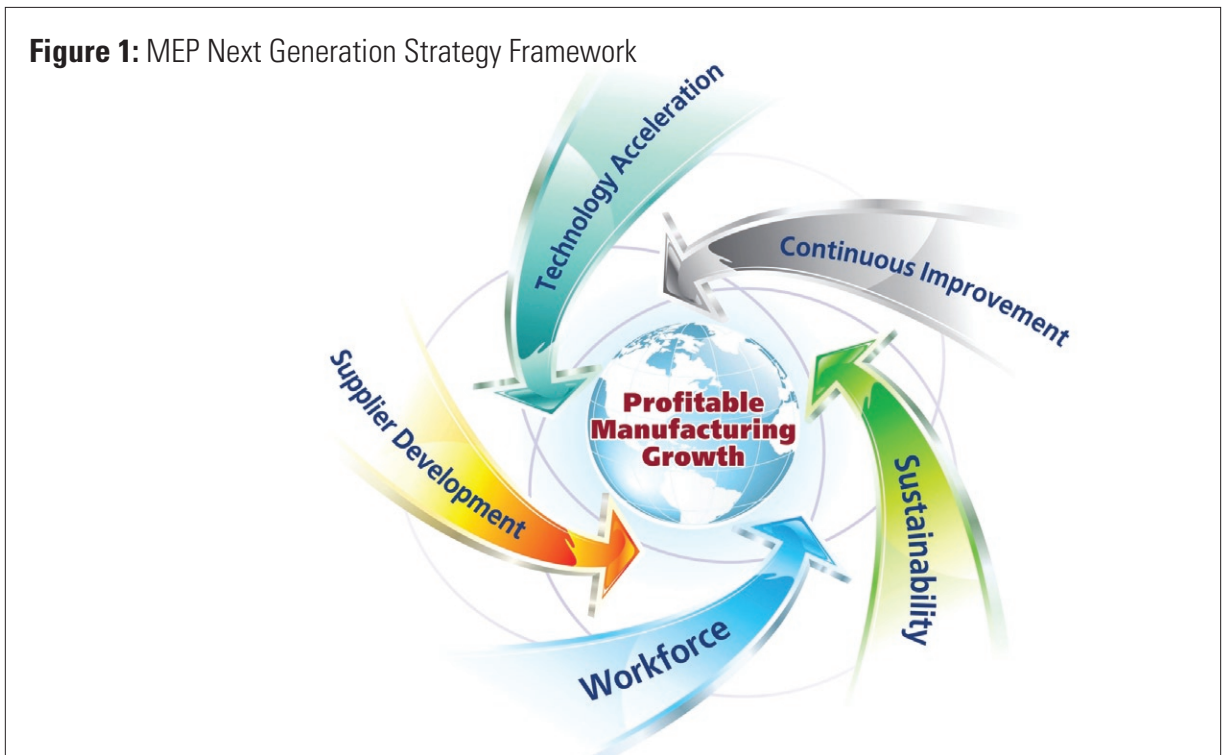 Figure 1: MEP Next Generation Strategy Framework
Technology Acceleration
Continuous Improvement
Supplier Development
Profitable
Manufacturing
Growth
Sustainability
Workforce